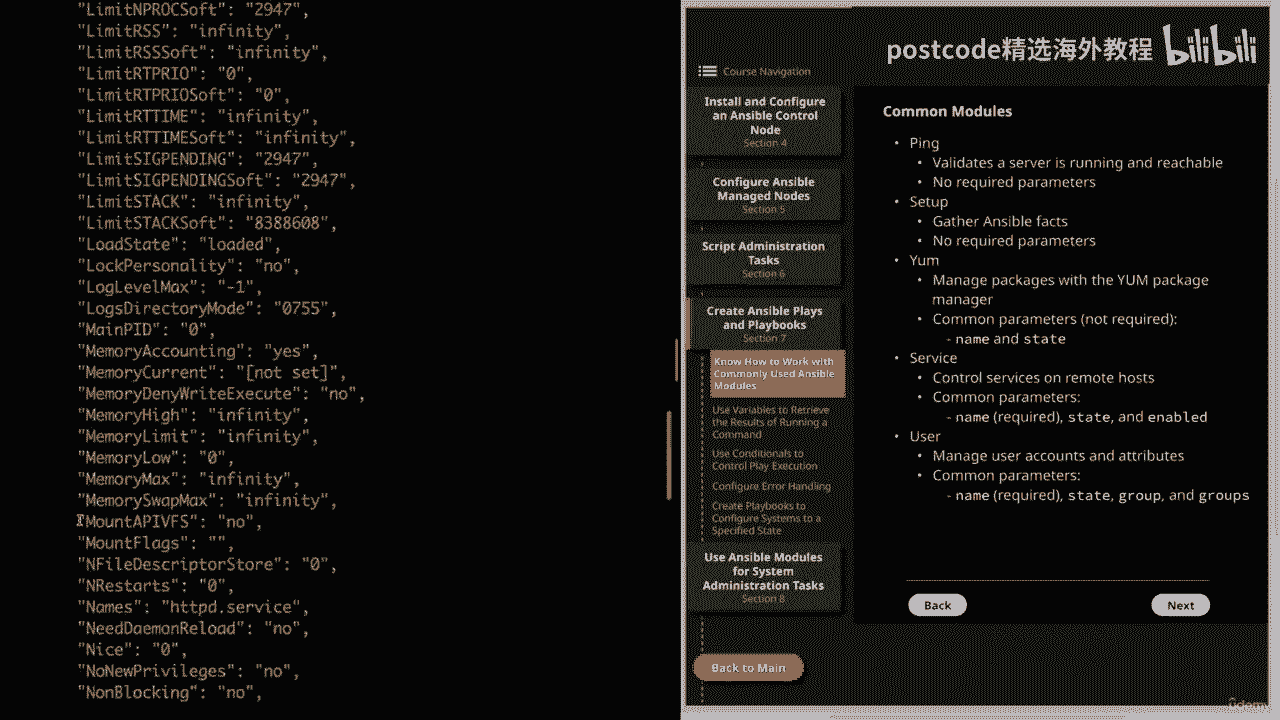 "LimitNPROCSoft": "2947",
"LimitRSS": "infinity",
"LimitRSSSoft": "infinity",
"LimitRTPRIO": "0",
"LimitRTPRIOSoft": "0",
"LimitRTTIME": "infinity",
"LimitRTTIMESoft": "infinity",
"LimitSIGPENDING": "2947",
"LimitSIGPENDINGSoft": "2947",
"LimitSTACK": "infinity",
"LimitSTACKSoft": "8388608",
"LoadState": "loaded",
"LockPersonality": "no",
"LogLevelMax": "-1",
"LogsDirectoryMode": "0755",
"MainPID": "0",
"MemoryAccounting": "yes",
"MemoryCurrent": "[not set]",
"MemoryDenyWriteExecute": "no",
"MemoryHigh": "infinity",
"MemoryLimit": "infinity",
"MemoryLow": "0",
"MemoryMax": "infinity",
"MemorySwapMax": "infinity",
"MountAPIVFS": "no",
"MountFlags": "",
"NFileDescriptorStore": "0",
"NRestarts": "0",
"Names": "httpd.service",
"NeedDaemonReload": "no",
"Nice": "0",
"NoNewPrivileges": "no",
"NonBlocking": "no",
postcode精选海外教程 bilibili
Course Navigation
Install and Configure
an Ansible Control
Node
Section 4
Configure Ansible
Managed Nodes
Section 5
Script Administration
Tasks
Section 6
Create Ansible Plays
and Playbooks
Section 7
Know How to Work with
Commonly Used Ansible
Modules
Use Variables to Retrieve
the Results of Running a
Command
Use Conditionals to
Control Play Execution
Configure Error Handling
Create Playbooks to
Configure Systems to a
Specified State
Use Ansible Modules
for System
Administration Tasks
Section 8
Back to Main
Common Modules
• Ping
• Validates a server is running and reachable
• No required parameters
• Setup
• Gather Ansible facts
• No required parameters
• Yum
• Manage packages with the YUM package
manager
• Common parameters (not required):
- name and state
• Service
• Control services on remote hosts
• Common parameters:
- name (required), state, and enabled
• User
• Manage user accounts and attributes
• Common parameters:
- name (required), state, group, and groups
Back
Next
udemy